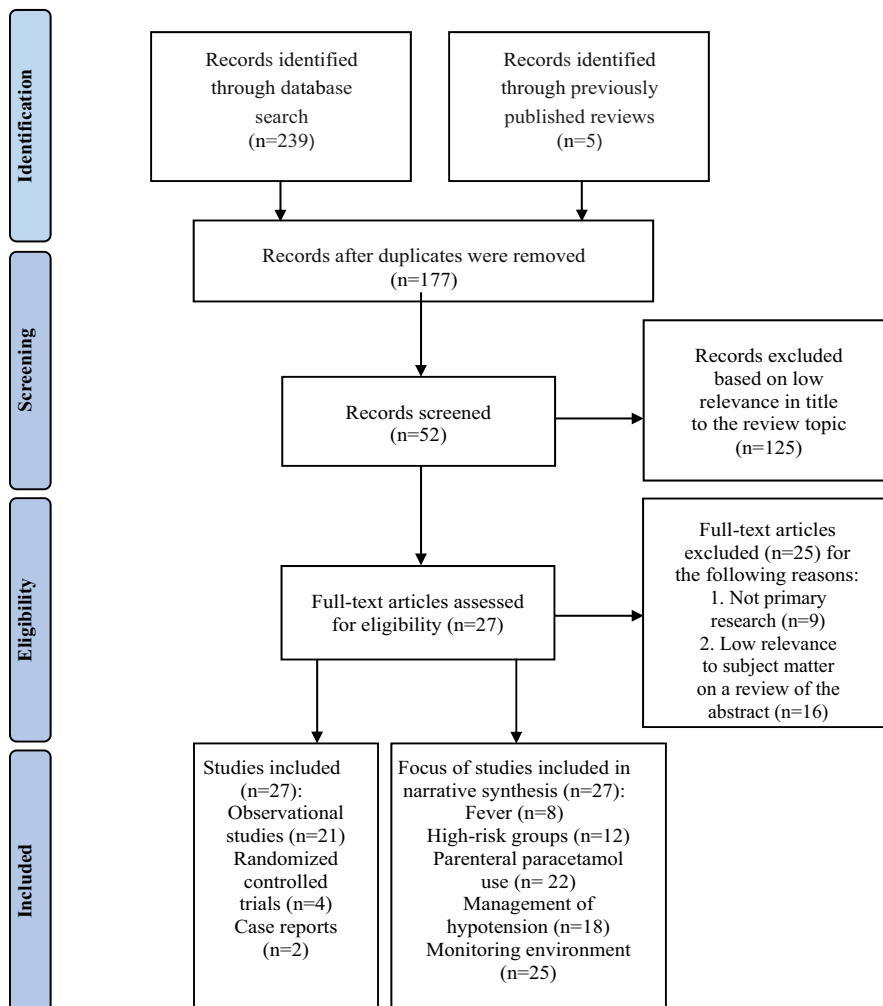 Identification
Records identified
through database
search
(n=239)
Records identified
through previously
published reviews
(n=5)
Records after duplicates were removed
(n=177)
Screening
Records screened
(n=52)
Records excluded
based on low
relevance in title
to the review topic
(n=125)
Eligibility
Full-text articles assessed
for eligibility (n=27)
Full-text articles
excluded (n=25) for
the following reasons:
1. Not primary
research (n=9)
2. Low relevance
to subject matter
on a review of the
abstract (n=16)
Included
Studies included
(n=27):
Observational
studies (n=21)
Randomized
controlled
trials (n=4)
Case reports
(n=2)
Focus of studies included in
narrative synthesis (n=27):
Fever (n=8)
High-risk groups (n=12)
Parenteral paracetamol
use (n= 22)
Management of
hypotension (n=18)
Monitoring environment
(n=25)